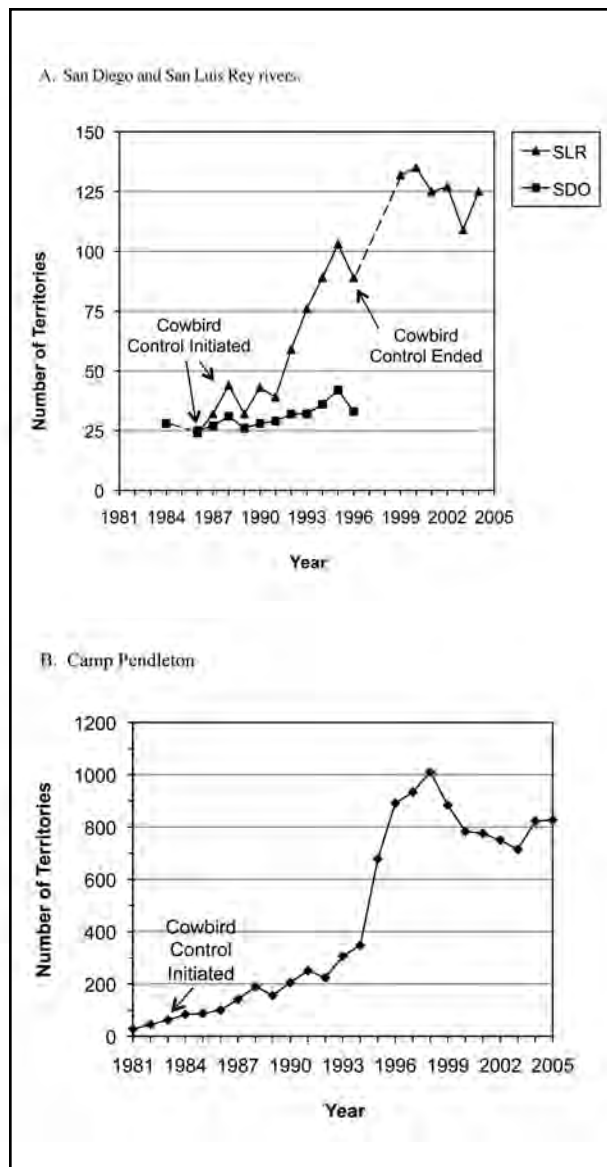 A. San Diego and San Luis Rey rivers.
150
125
100
75
50
25
0
Number of Territories
Cowbird
Control Initiated
Cowbird
Control Ended
SLR
SDO
1981 1984 1987 1990 1993 1996 1999 2002 2005
Year
B. Camp Pendleton
1200
1000
800
600
400
200
0
Number of Territories
Cowbird
Control
Initiated
1981 1984 1987 1990 1993 1996 1999 2002 2005
Year